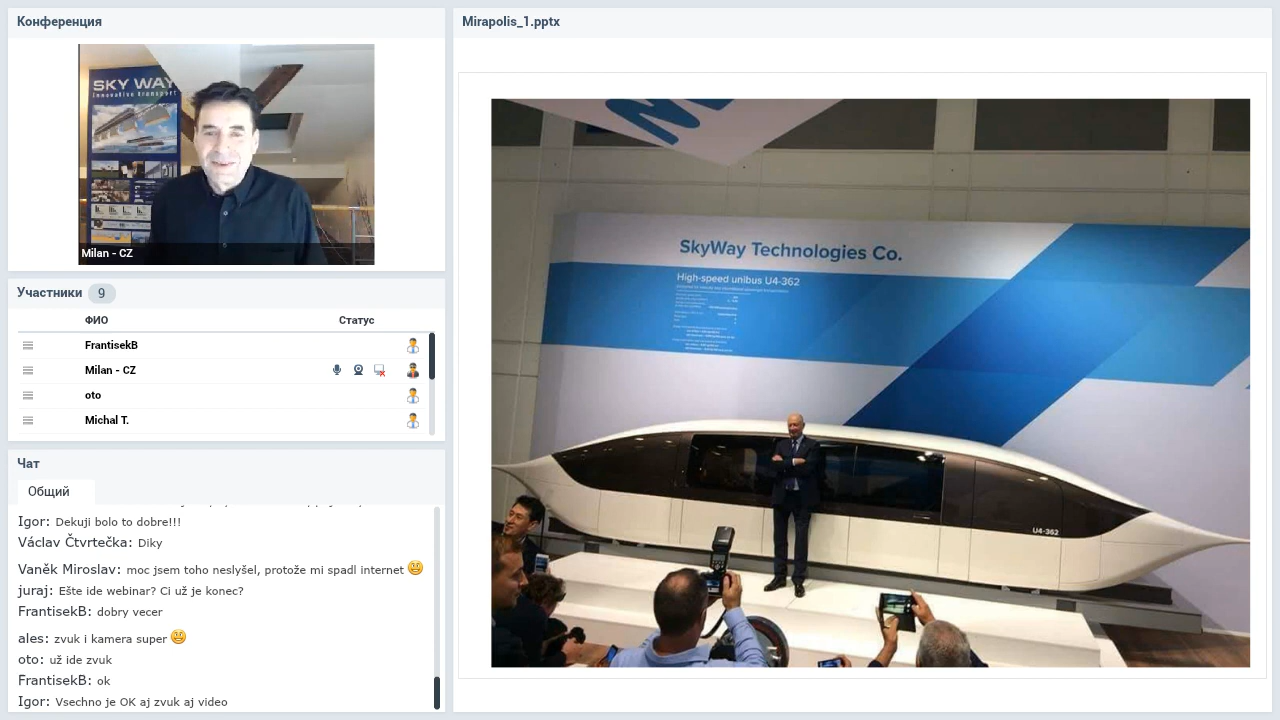 Конференция
SKY WAY
Innovative transport
Milan - CZ
Участники 9
ФИО Статус
FrantisekB
Milan - CZ
oto
Michal T.
Чат
Общий
Igor: Dekuji bolo to dobre!!!
Václav Čtvrtečka: Diky
Vaněk Miroslav: moc jsem toho neslyšel, protože mi spadl internet
juraj: Ešte ide webinar? Ci už je konec?
FrantisekB: dobry vecer
ales: zvuk i kamera super
oto: už ide zvuk
FrantisekB: ok
Igor: Vsechno je OK aj zvuk aj video
Mirapolis_1.pptx
SkyWay Technologies Co.
High-speed unibus U4-362
U4-362